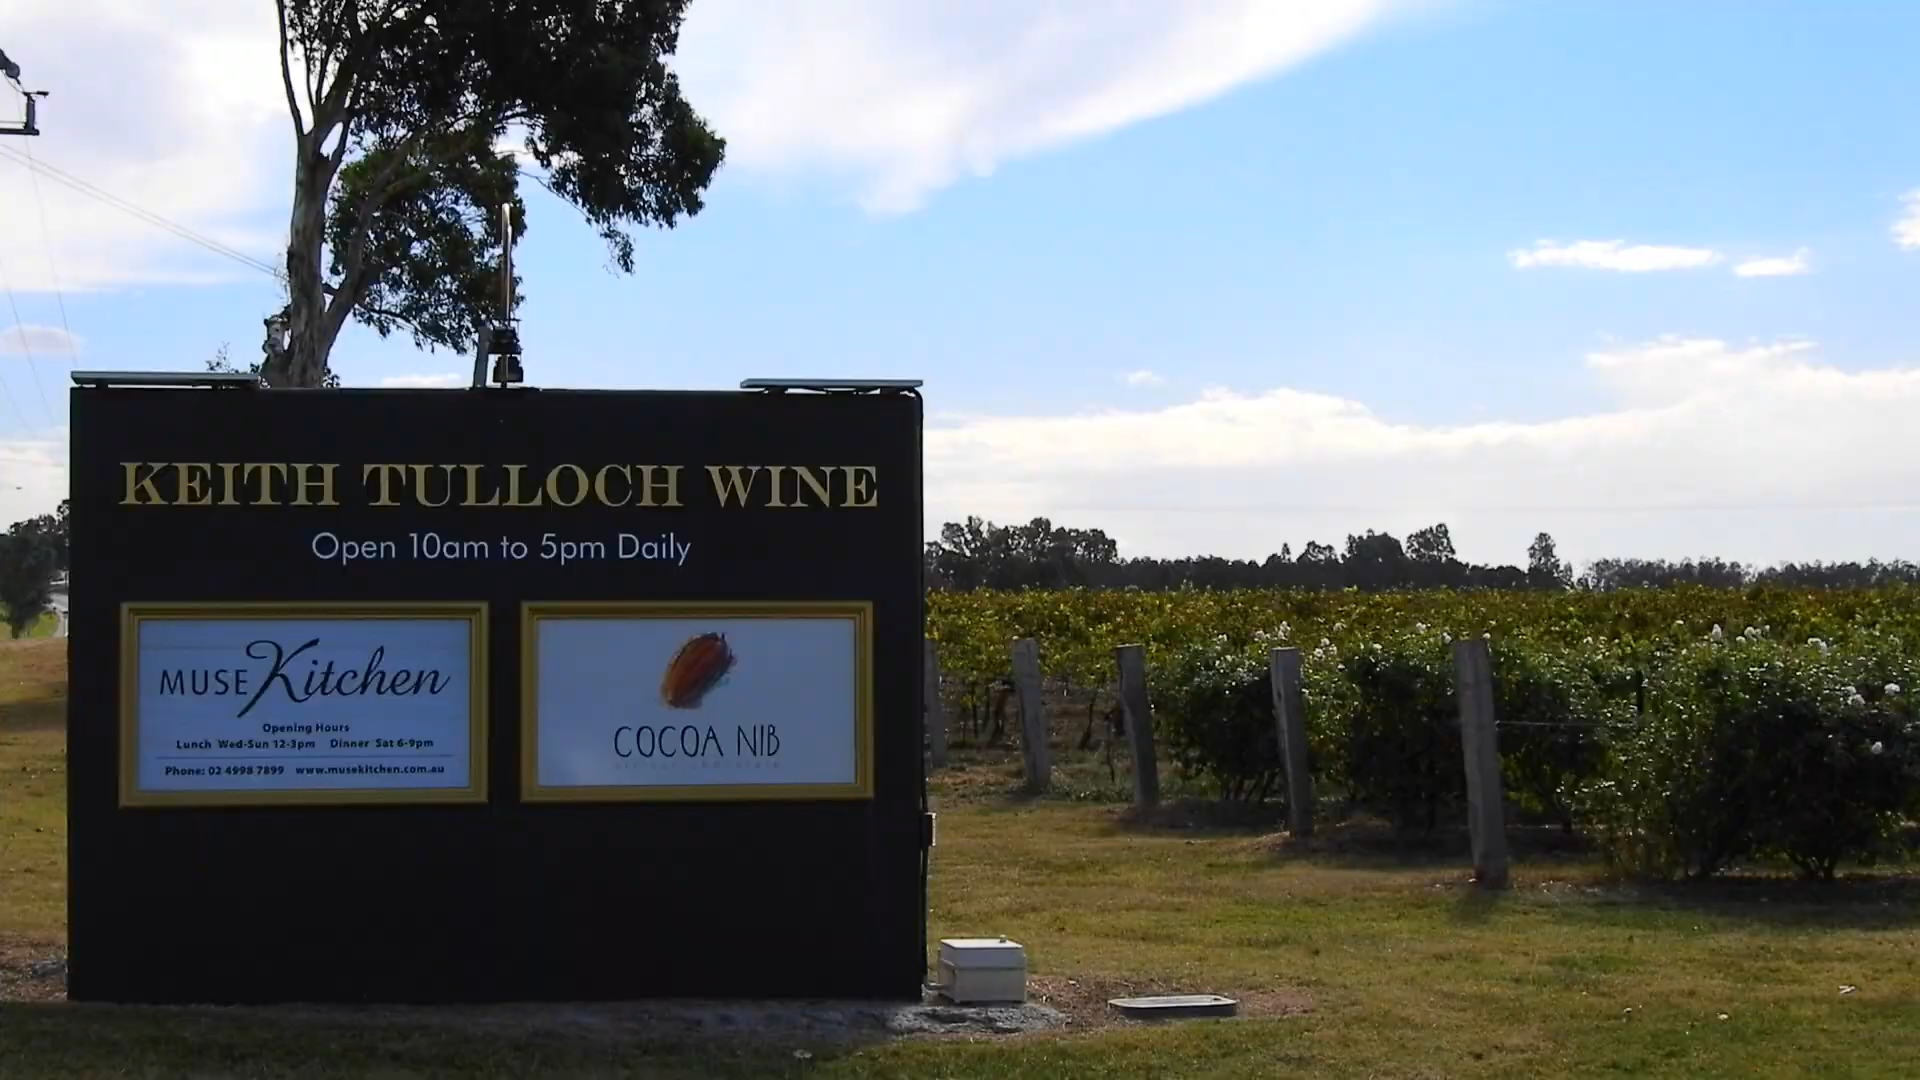 KEITH TULLOCH WINE
Open 10am to 5pm Daily
MUSE Kitchen
Opening Hours
Lunch Wed-Sun 12-3pm Dinner Sat 6-9pm
Phone: 02 4998 7899 www.musekitchen.com.au
COCOA NIB